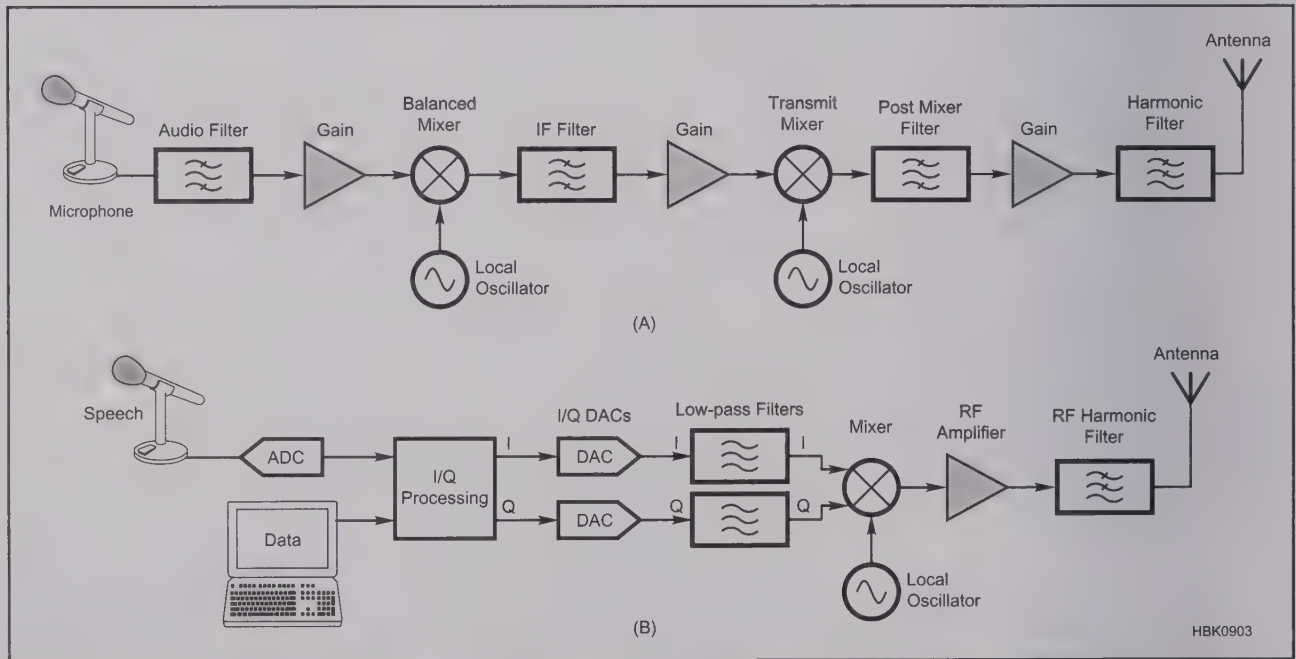 Antenna
Balanced
Mixer
Transmit
Mixer
Post Mixer
Filter
Harmonic
Filter
Audio Filter
Gain
IF Filter
Gain
Gain
Microphone
Local
Oscillator
Local
Oscillator
(A)
Antenna
Speech
I/Q DACs
Low-pass Filters
Mixer
RF
Amplifier
RF Harmonic
Filter
ADC
I/Q
Processing
I
DAC
I
I
Q
DAC
Q
Q
Data
Local
Oscillator
(B)
HBK0903